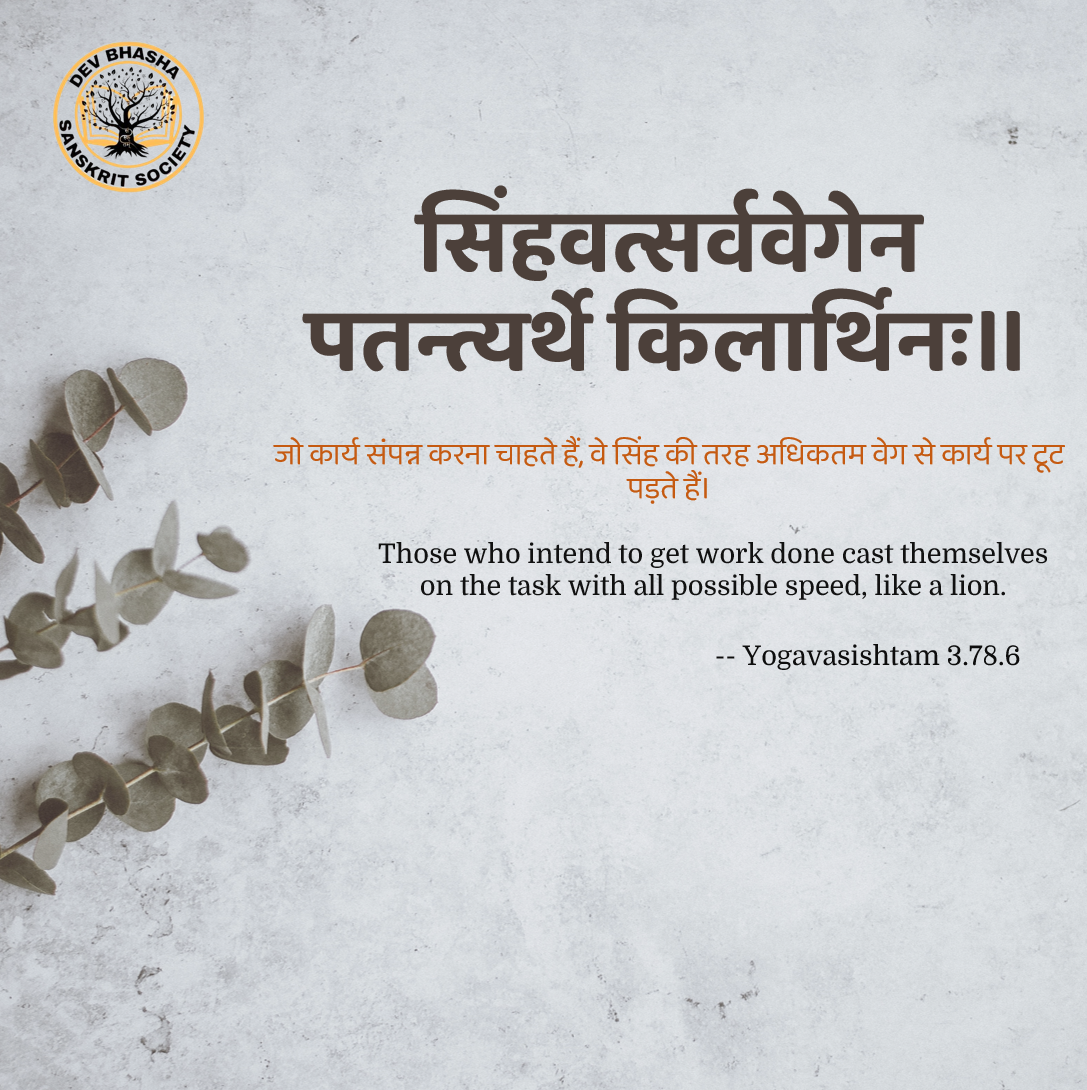 DEV BHASHA
SANSKRIT SOCIETY
सिंहवत्सर्ववेगेन
पतन्त्यर्थे किलार्थिनः॥
जो कार्य संपन्न करना चाहते हैं, वे सिंह की तरह अधिकतम वेग से कार्य पर टूट
पड़ते हैं।
Those who intend to get work done cast themselves
on the task with all possible speed, like a lion.
-- Yogavasishtam 3.78.6